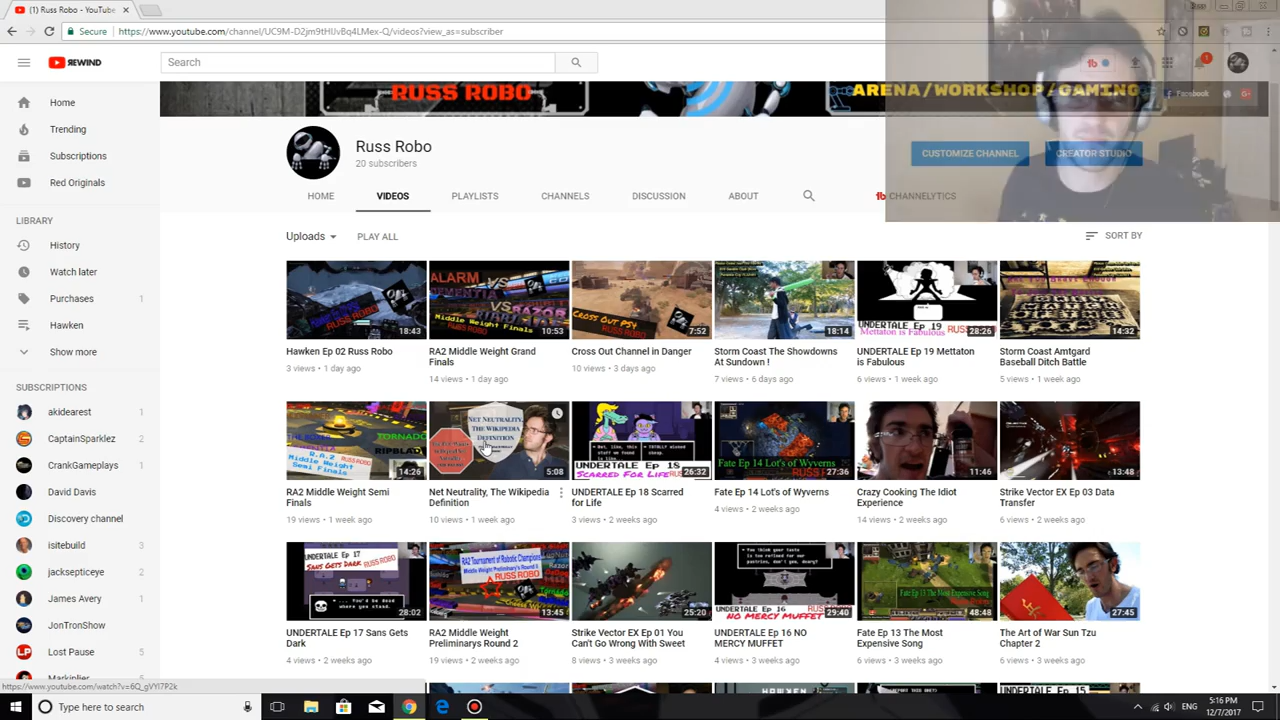 (1) Russ Robo - YouTube
Secure
https://www.youtube.com/channel/UC9M-D2jm9tHUvBq4LMex-Q/videos?view_as=subscriber
REWIND
Search
RUSS ROBO
ARENA/WORKSHOP/GAMING
Facebook
Home
Trending
Subscriptions
Red Originals
LIBRARY
History
Watch later
Purchases 1
Hawken
Show more
SUBSCRIPTIONS
akidearest 1
CaptainSparklez 2
CrankGameplays 1
David Davis
Discovery channel
isitebuild 3
jacksepticeye 2
James Avery 1
JonTronShow
Lost Pause 5
Markiplier
Russ Robo
20 subscribers
CUSTOMIZE CHANNEL
CREATOR STUDIO
HOME VIDEOS PLAYLISTS CHANNELS DISCUSSION ABOUT
CHANNELYTICS
Uploads PLAY ALL SORT BY
18:43 10:53 7:52 18:14 28:26 14:32
Hawken Ep 02 Russ Robo
3 views • 1 day ago
RA2 Middle Weight Grand
Finals
14 views • 1 day ago
Cross Out Channel in Danger
10 views • 3 days ago
Storm Coast The Showdowns
At Sundown !
7 views • 6 days ago
UNDERTALE Ep 19 Mettaton
is Fabulous
6 views • 1 week ago
Storm Coast Amtgard
Baseball Ditch Battle
5 views • 1 week ago
14:26 5:08 26:32 27:36 11:46 13:48
RA2 Middle Weight Semi
Finals
19 views • 1 week ago
Net Neutrality, The Wikipedia
Definition
10 views • 1 week ago
UNDERTALE Ep 18 Scarred
for Life
3 views • 2 weeks ago
Fate Ep 14 Lot's of Wyverns
4 views • 2 weeks ago
Crazy Cooking The Idiot
Experience
14 views • 2 weeks ago
Strike Vector EX Ep 03 Data
Transfer
6 views • 2 weeks ago
28:02 13:45 25:20 29:40 48:48 27:45
UNDERTALE Ep 17 Sans Gets
Dark
4 views • 2 weeks ago
RA2 Middle Weight
Preliminarys Round 2
19 views • 2 weeks ago
Strike Vector EX Ep 01 You
Can't Go Wrong With Sweet
8 views • 3 weeks ago
UNDERTALE Ep 16 NO
MERCY MUFFET
4 views • 3 weeks ago
Fate Ep 13 The Most
Expensive Song
6 views • 3 weeks ago
The Art of War Sun Tzu
Chapter 2
6 views • 3 weeks ago
https://www.youtube.com/watch?v=6Q_gVYl7P2k
Type here to search
ENG
5:16 PM
12/7/2017